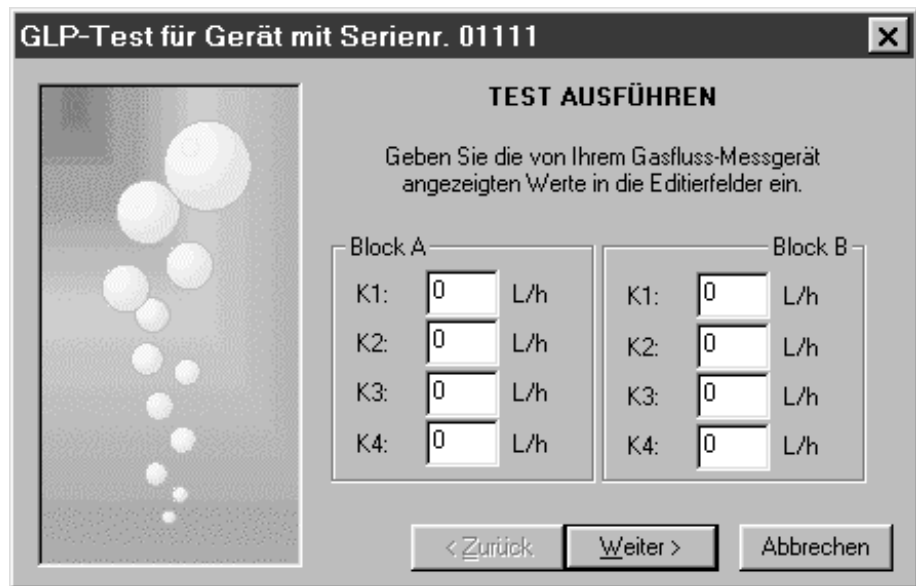 GLP-Test für Gerät mit Serienr. 01111
TEST AUSFÜHREN
Geben Sie die von Ihrem Gasfluss-Messgerät
angezeigten Werte in die Editierfelder ein.
Block A
K1: 0 L/h
K2: 0 L/h
K3: 0 L/h
K4: 0 L/h
Block B
K1: 0 L/h
K2: 0 L/h
K3: 0 L/h
K4: 0 L/h
< Zurück
Weiter >
Abbrechen